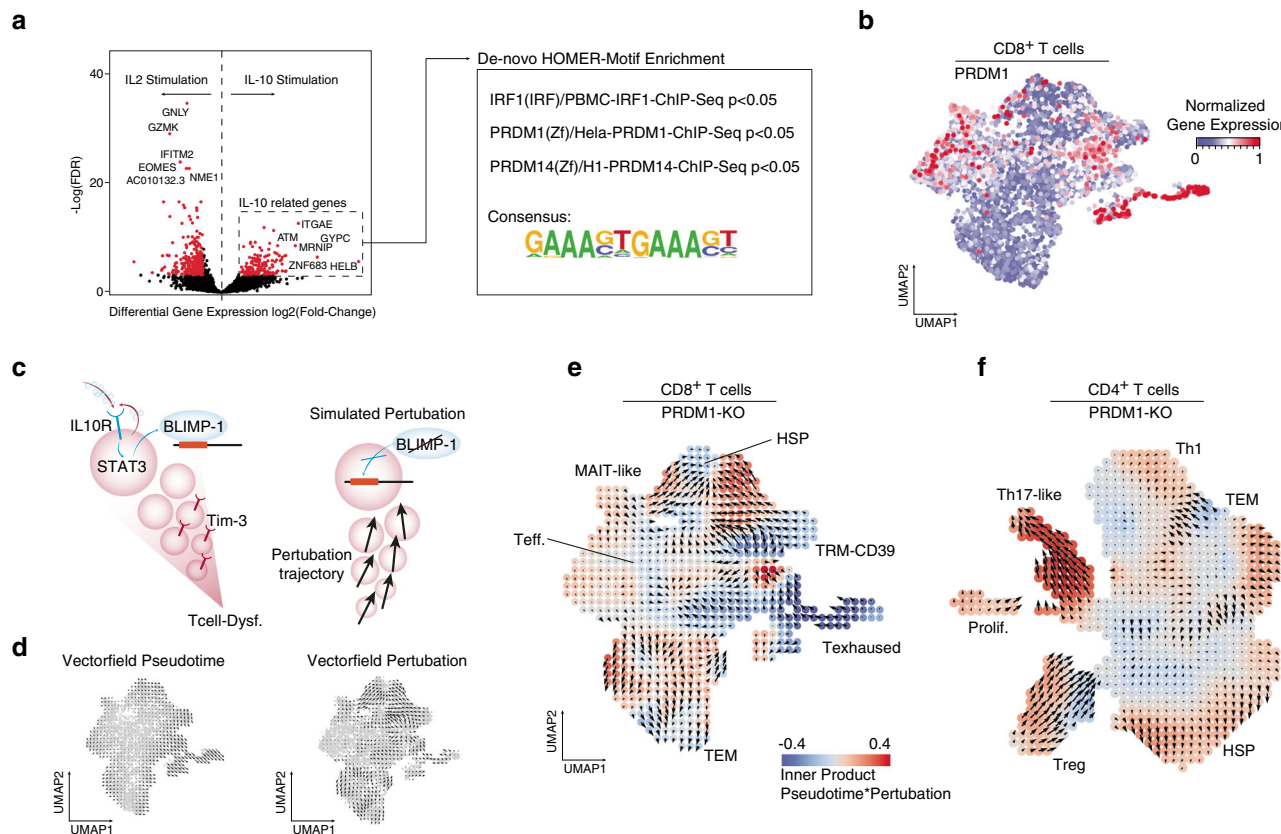 a
40
20
0
-Log(FDR)
IL2 Stimulation
IL-10 Stimulation
GNLY
GZMK
IFITM2
EOMES
NME1
AC010132.3
IL-10 related genes
ITGAE
ATM
GYPC
MRNIP
ZNF683
HELB
Differential Gene Expression log2(Fold-Change)
De-novo HOMER-Motif Enrichment
IRF1(IRF)/PBMC-IRF1-ChIP-Seq p<0.05
PRDM1(Zf)/Hela-PRDM1-ChIP-Seq p<0.05
PRDM14(Zf)/H1-PRDM14-ChIP-Seq p<0.05
Consensus:
GAAAGTGAAAGT
b
CD8+ T cells
PRDM1
Normalized
Gene Expression
0
1
UMAP2
UMAP1
c
IL10R
BLIMP-1
STAT3
Tim-3
Tcell-Dysf.
Simulated Pertubation
BLIMP-1
Pertubation
trajectory
d
Vectorfield Pseudotime
Vectorfield Pertubation
UMAP2
UMAP1
UMAP2
UMAP1
e
CD8+ T cells
PRDM1-KO
HSP
MAIT-like
Teff.
TRM-CD39
Texhaused
TEM
UMAP2
UMAP1
-0.4
0.4
Inner Product
Pseudotime*Pertubation
f
CD4+ T cells
PRDM1-KO
Th1
Th17-like
TEM
Prolif.
Treg
HSP